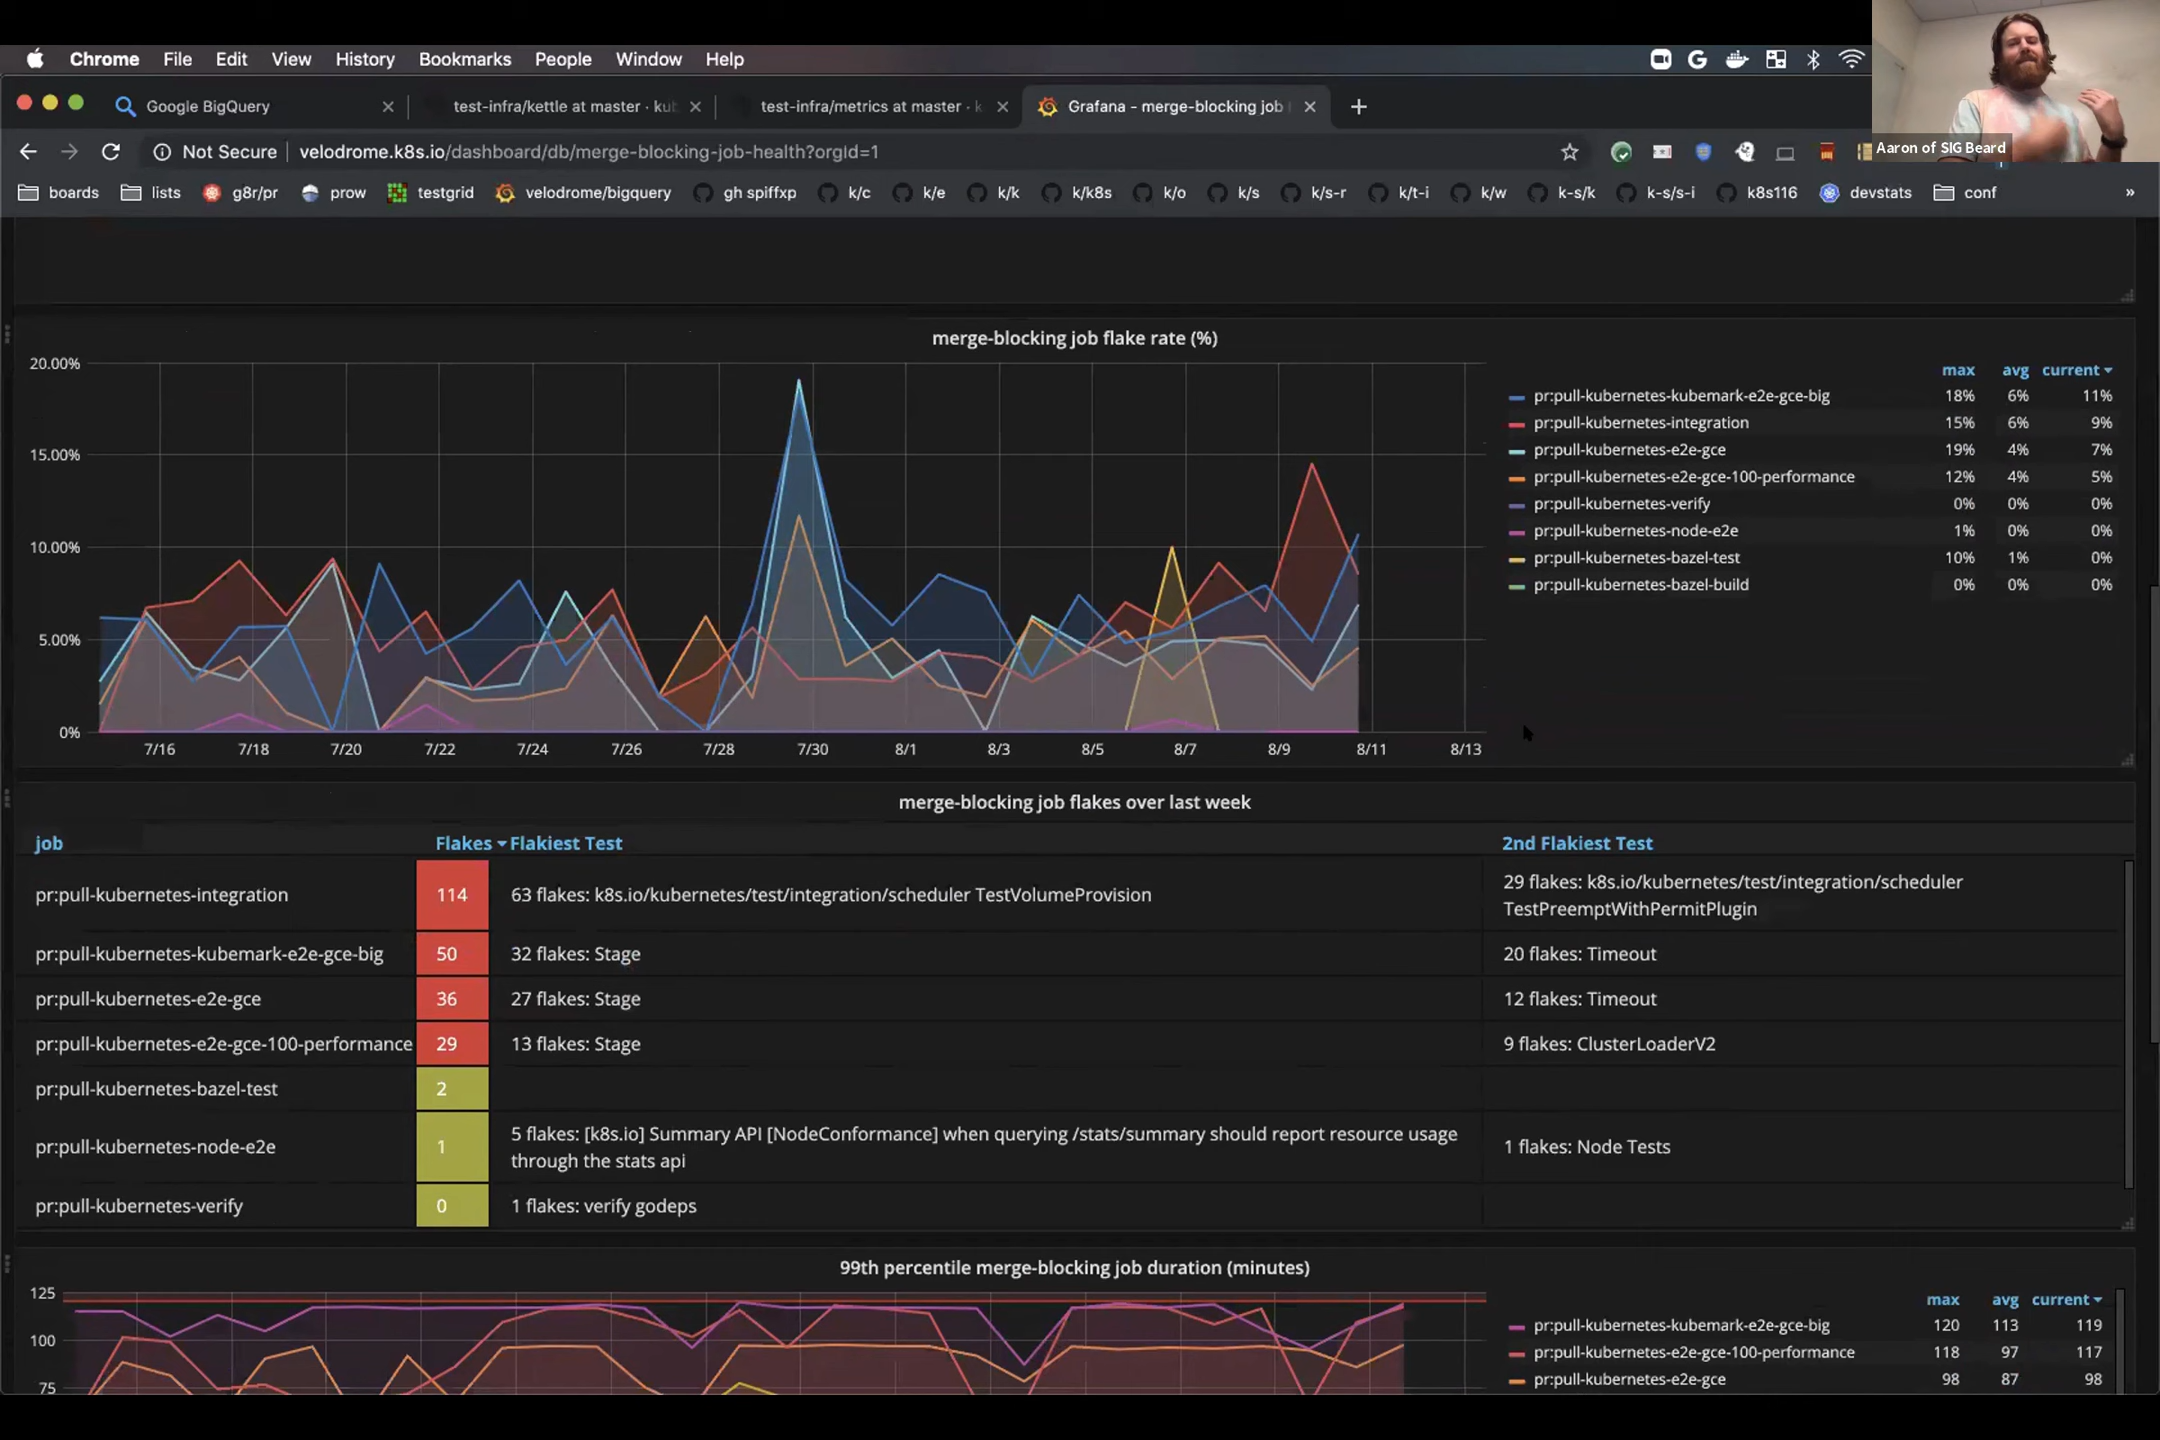 Chrome File Edit View History Bookmarks People Window Help
Google BigQuery
test-infra/kettle at master · kub
test-infra/metrics at master · k
Grafana - merge-blocking job
Not Secure velodrome.k8s.io/dashboard/db/merge-blocking-job-health?orgId=1
Aaron of SIG Beard
boards lists g8r/pr prow testgrid velodrome/bigquery gh spiffxp k/c k/e k/k k/k8s k/o k/s k/s-r k/t-i k/w k-s/k k-s/s-i k8s116 devstats conf »
merge-blocking job flake rate (%)
20.00%
15.00%
10.00%
5.00%
0%
7/16 7/18 7/20 7/22 7/24 7/26 7/28 7/30 8/1 8/3 8/5 8/7 8/9 8/11 8/13
max avg current
pr:pull-kubernetes-kubemark-e2e-gce-big 18% 6% 11%
pr:pull-kubernetes-integration 15% 6% 9%
pr:pull-kubernetes-e2e-gce 19% 4% 7%
pr:pull-kubernetes-e2e-gce-100-performance 12% 4% 5%
pr:pull-kubernetes-verify 0% 0% 0%
pr:pull-kubernetes-node-e2e 1% 0% 0%
pr:pull-kubernetes-bazel-test 10% 1% 0%
pr:pull-kubernetes-bazel-build 0% 0% 0%
merge-blocking job flakes over last week
job Flakes Flakiest Test 2nd Flakiest Test
pr:pull-kubernetes-integration 114 63 flakes: k8s.io/kubernetes/test/integration/scheduler TestVolumeProvision
29 flakes: k8s.io/kubernetes/test/integration/scheduler
TestPreemptWithPermitPlugin
pr:pull-kubernetes-kubemark-e2e-gce-big 50 32 flakes: Stage 20 flakes: Timeout
pr:pull-kubernetes-e2e-gce 36 27 flakes: Stage 12 flakes: Timeout
pr:pull-kubernetes-e2e-gce-100-performance 29 13 flakes: Stage 9 flakes: ClusterLoaderV2
pr:pull-kubernetes-bazel-test 2
pr:pull-kubernetes-node-e2e 1
5 flakes: [k8s.io] Summary API [NodeConformance] when querying /stats/summary should report resource usage
through the stats api
1 flakes: Node Tests
pr:pull-kubernetes-verify 0 1 flakes: verify godeps
99th percentile merge-blocking job duration (minutes)
125
100
75
max avg current
pr:pull-kubernetes-kubemark-e2e-gce-big 120 113 119
pr:pull-kubernetes-e2e-gce-100-performance 118 97 117
pr:pull-kubernetes-e2e-gce 98 87 98